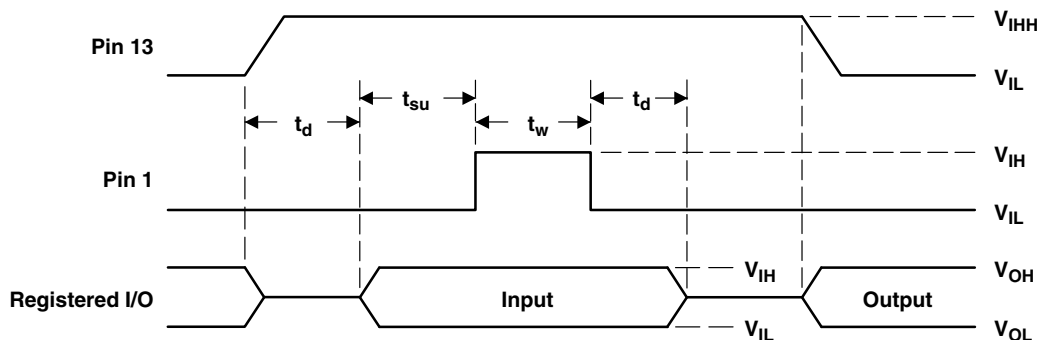 Pin 13
V_IHH
V_IL
t_d
t_su
t_w
t_d
Pin 1
V_IH
V_IL
Registered I/O
Input
V_IH
V_IL
Output
V_OH
V_OL